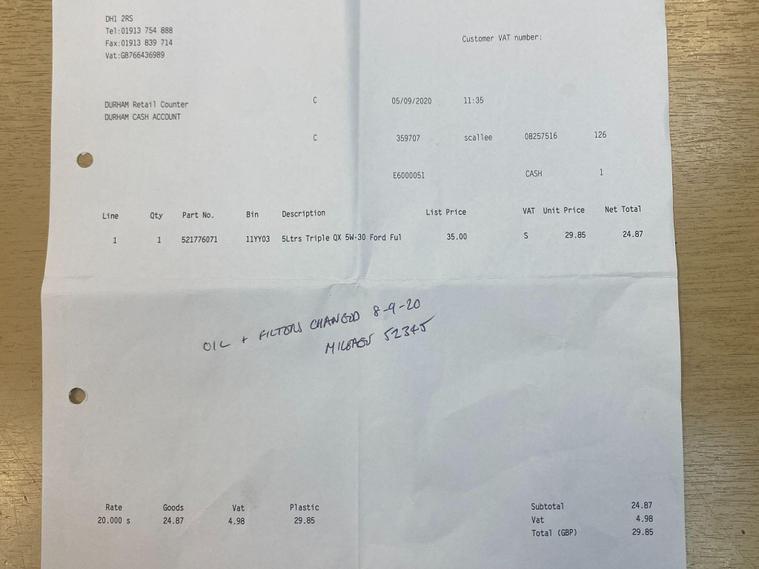 DH1 2RS
Tel:01913 754 888
Fax:01913 839 714
Vat:GB766436989
Customer VAT number:
DURHAM Retail Counter C 05/09/2020 11:35
DURHAM CASH ACCOUNT
C 359707 scallee 08257516 126
E6000051 CASH 1
Line Qty Part No. Bin Description List Price VAT Unit Price Net Total
1 1 521776071 11YY03 5Ltrs Triple QX 5W-30 Ford Ful 35.00 S 29.85 24.87
OIL + FILTERS CHANGED 8-9-20
MILEAGE 52345
Rate Goods Vat Plastic
20.000 s 24.87 4.98 29.85
Subtotal 24.87
Vat 4.98
Total (GBP) 29.85